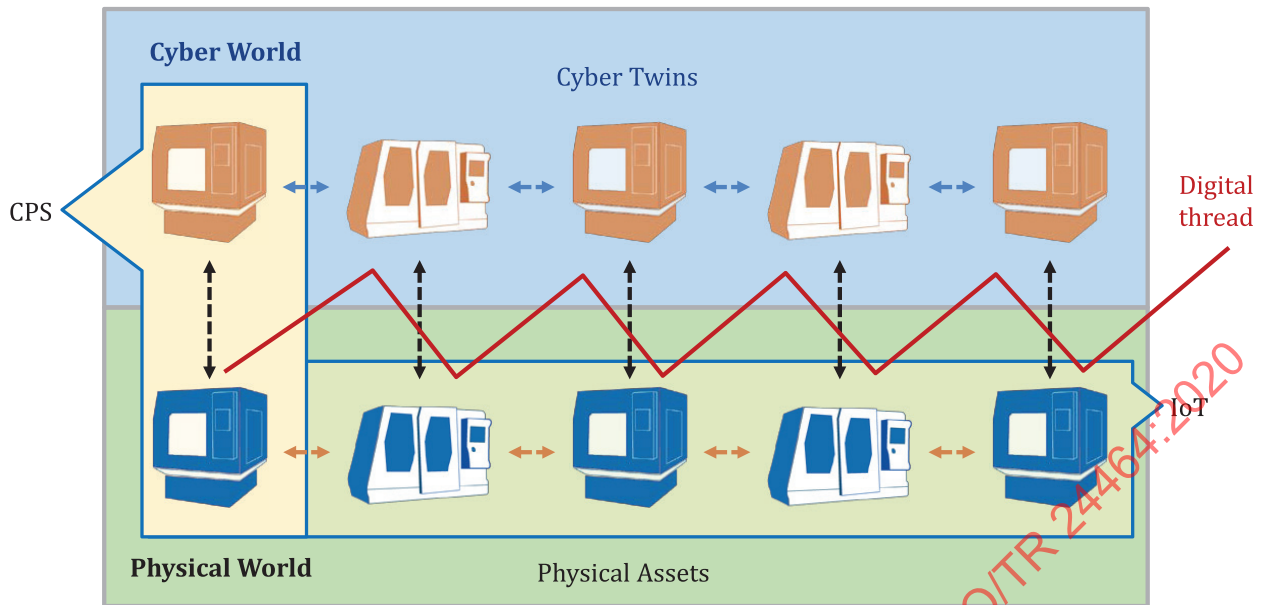 Cyber World
Cyber Twins
CPS
Digital
thread
IoT
Physical World
Physical Assets
O/TR 24464:2020